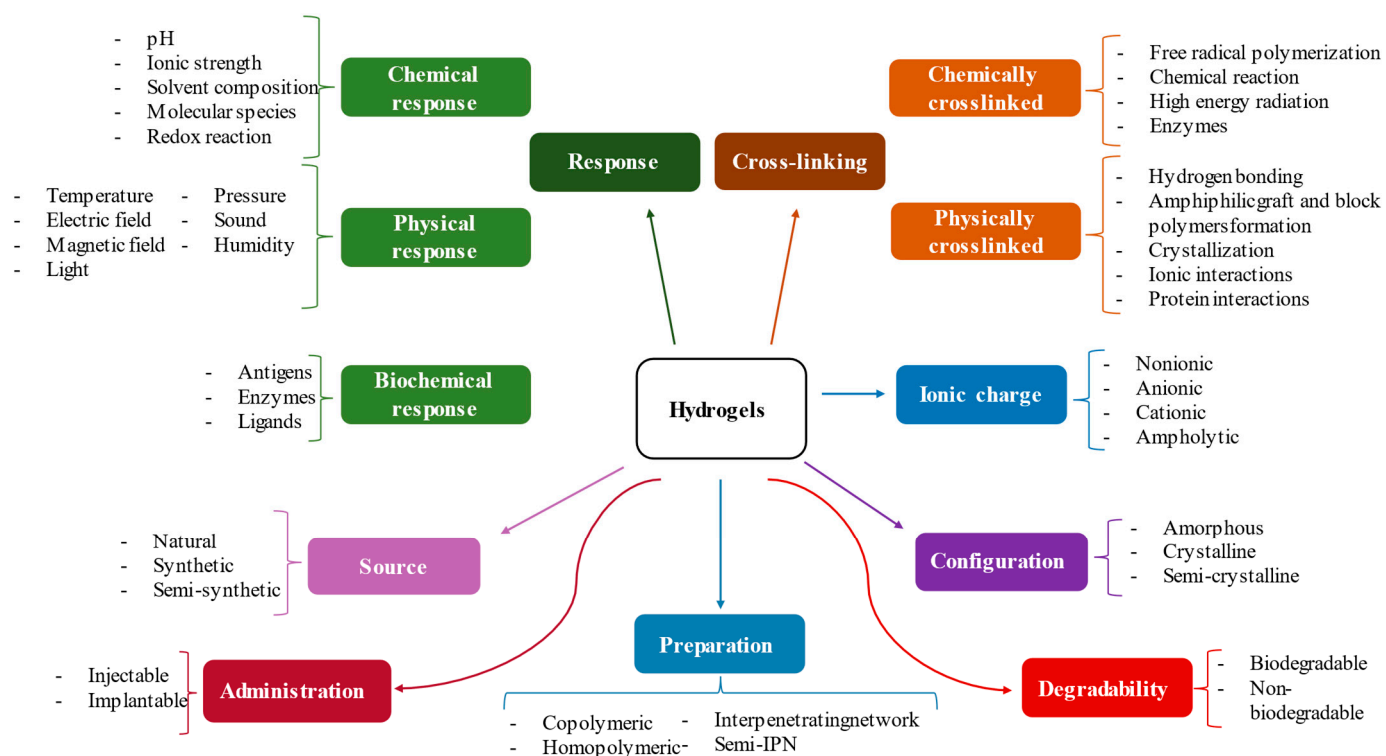 - pH
- Ionic strength
- Solvent composition
- Molecular species
- Redox reaction
Chemical
response
- Temperature
- Electric field
- Magnetic field
- Light
- Pressure
- Sound
- Humidity
Physical
response
- Antigens
- Enzymes
- Ligands
Biochemical
response
Response
Cross-linking
Chemically
crosslinked
- Free radical polymerization
- Chemical reaction
- High energy radiation
- Enzymes
Physically
crosslinked
- Hydrogen bonding
- Amphiphilic graft and block
polymers formation
- Crystallization
- Ionic interactions
- Protein interactions
Hydrogels
Ionic charge
- Nonionic
- Anionic
- Cationic
- Ampholytic
- Natural
- Synthetic
- Semi-synthetic
Source
Configuration
- Amorphous
- Crystalline
- Semi-crystalline
- Injectable
- Implantable
Administration
Preparation
- Copolymeric
- Homopolymeric
- Interpenetrating network
- Semi-IPN
Degradability
- Biodegradable
- Non-
biodegradable